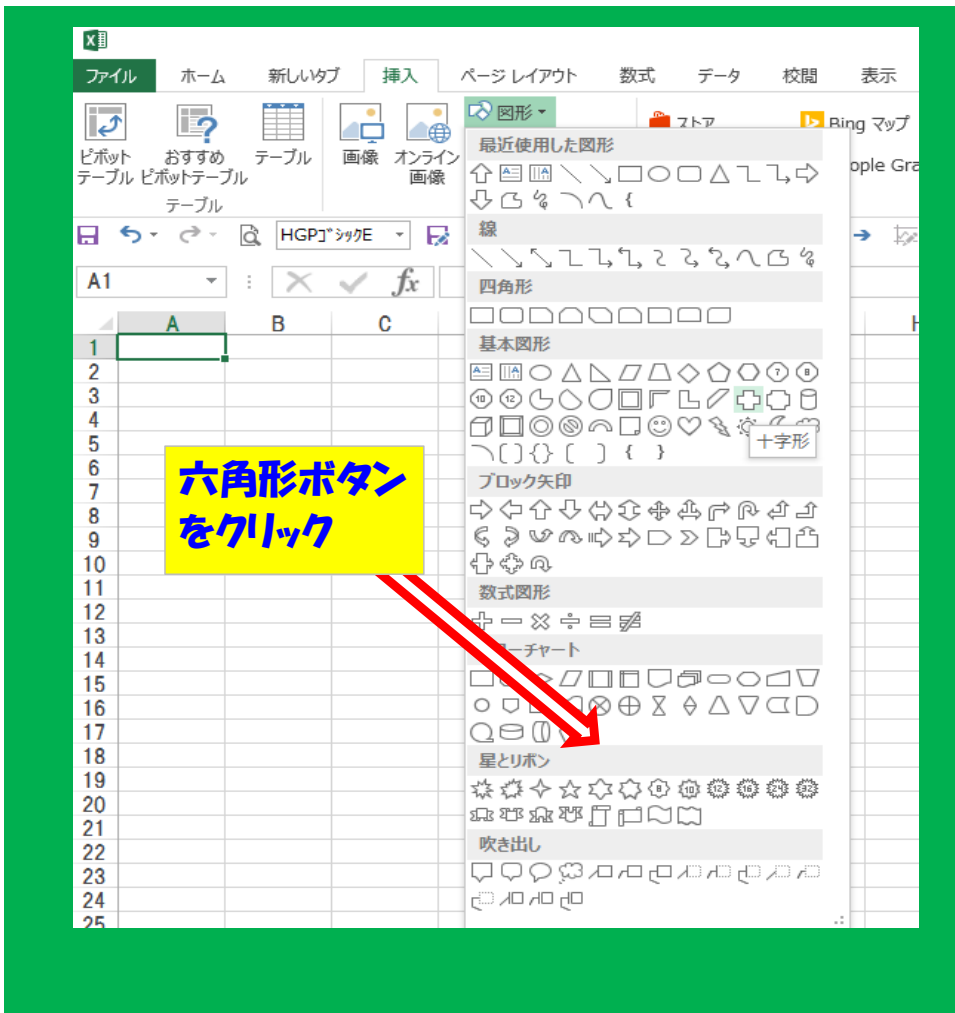 ファイル ホーム 新しいタブ 挿入 ページ レイアウト 数式 データ 校閲 表示
図形
ピボット
テーブル
おすすめ
ピボットテーブル
テーブル
画像
オンライン
画像
テーブル
ストア
Bing マップ
ople Gra
HGPゴシックE
A1
fx
A B C
1
2
3
4
5
6
7
8
9
10
11
12
13
14
15
16
17
18
19
20
21
22
23
24
25
最近使用した図形
線
四角形
基本図形
十字形
ブロック矢印
数式図形
ーチャート
星とリボン
吹き出し
六角形ボタン
をクリック